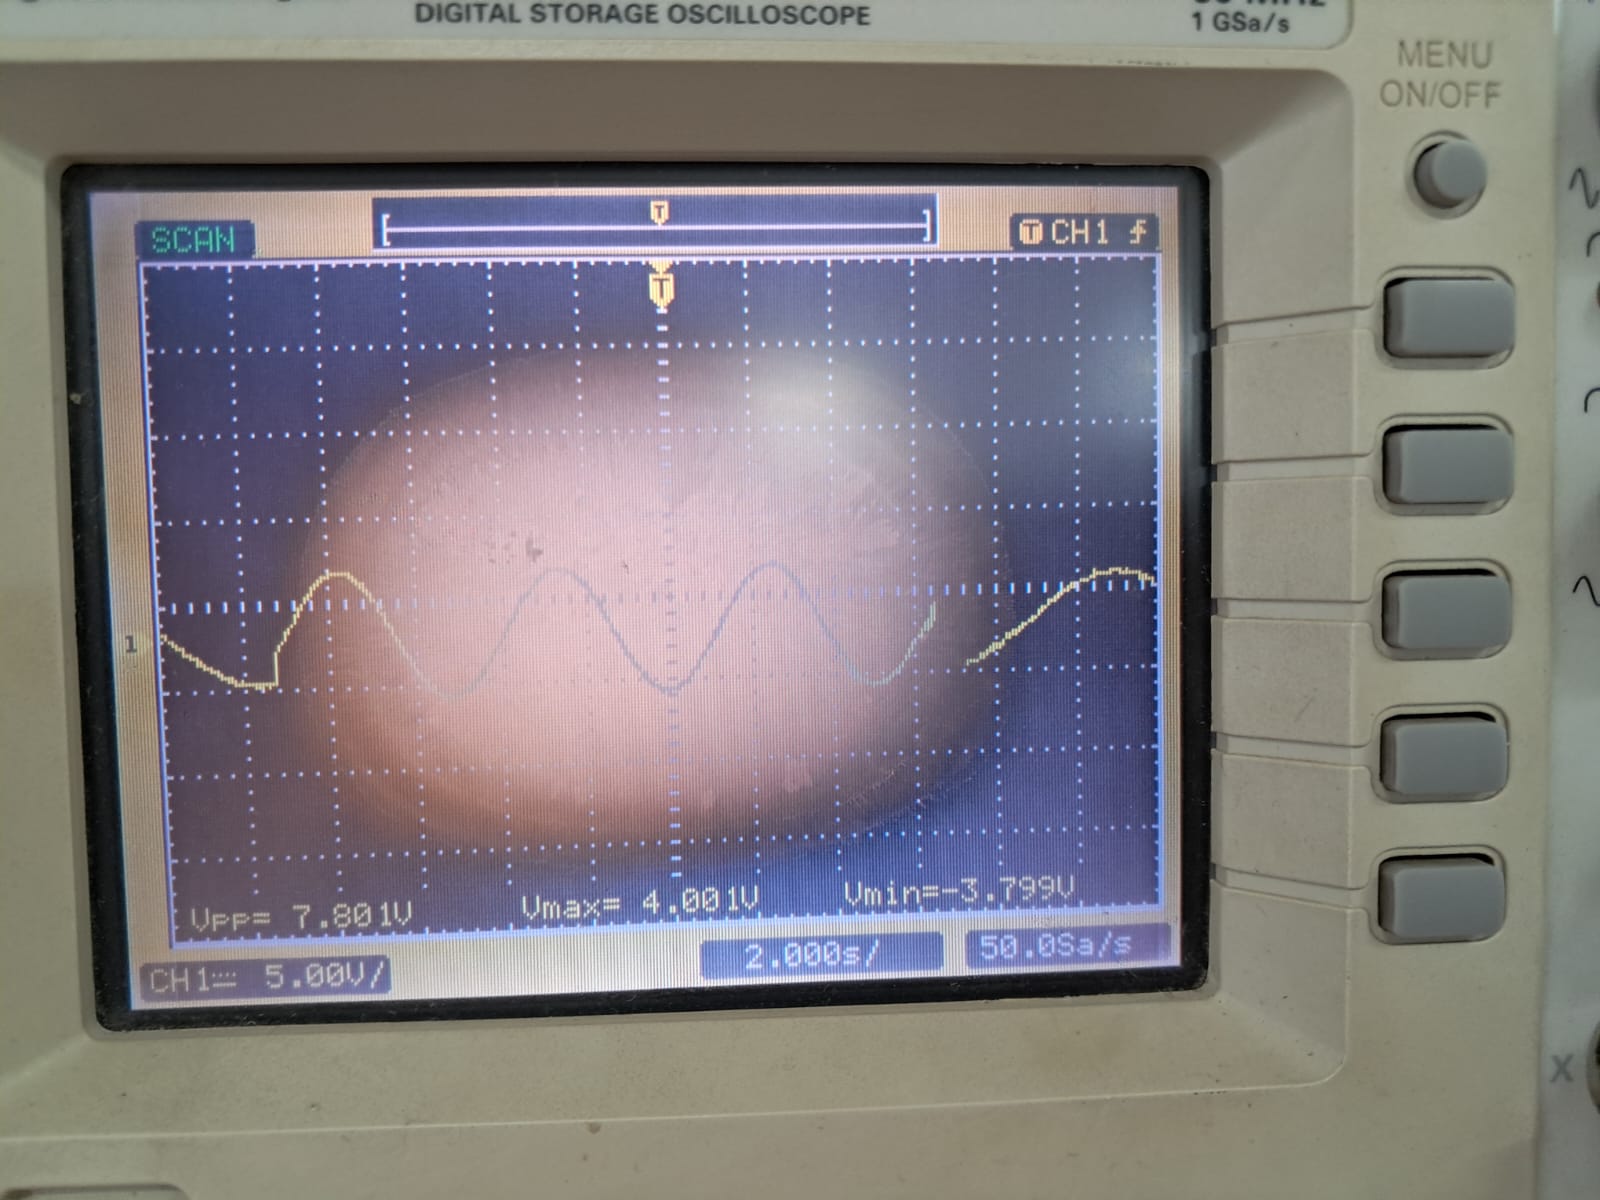 DIGITAL STORAGE OSCILLOSCOPE
1 GSa/s
MENU
ON/OFF
SCAN
T
T CH1
T
1
Vpp= 7.801V Vmax= 4.001V Vmin=-3.799V
CH1 5.00V/ 2.000s/ 50.0Sa/s
X